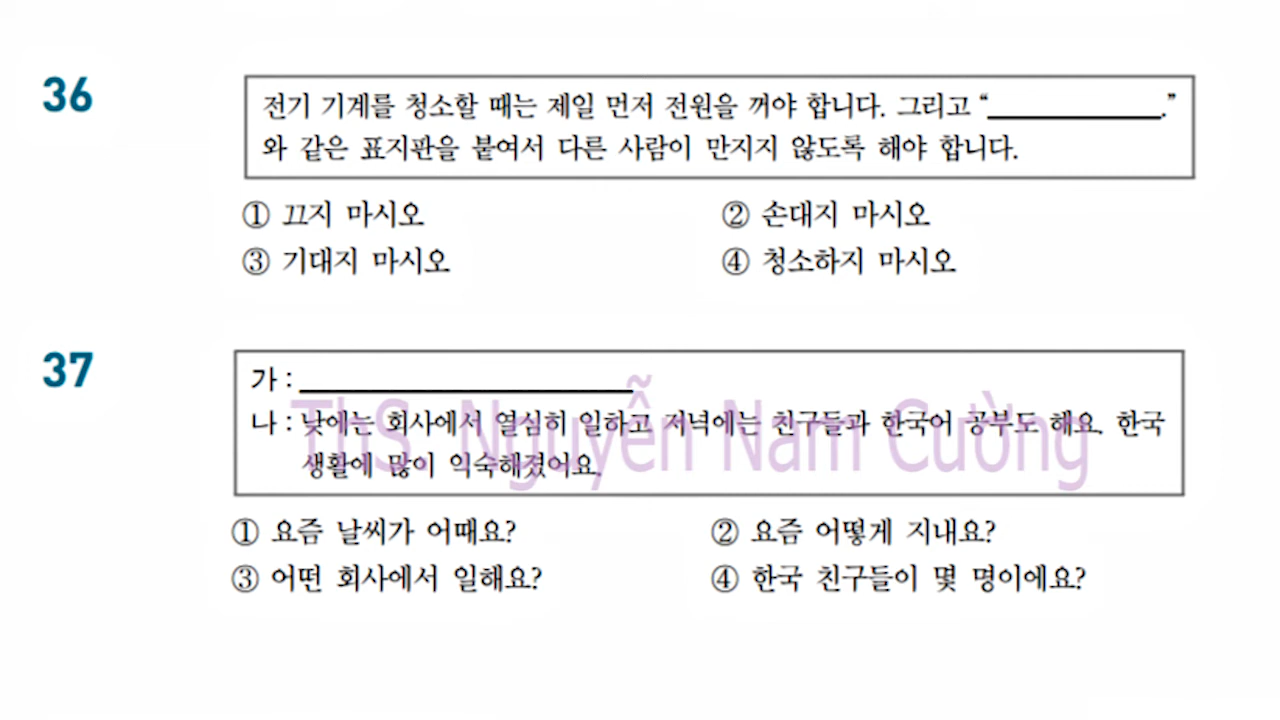 36
전기 기계를 청소할 때는 제일 먼저 전원을 꺼야 합니다. 그리고 “____________.”
와 같은 표지판을 붙여서 다른 사람이 만지지 않도록 해야 합니다.
① 끄지 마시오 ② 손대지 마시오
③ 기대지 마시오 ④ 청소하지 마시오
37
가 : ____________________
나 : 낮에는 회사에서 열심히 일하고 저녁에는 친구들과 한국어 공부도 해요. 한국
생활에 많이 익숙해졌어요.
ThS. Nguyễn Nam Cường
① 요즘 날씨가 어때요? ② 요즘 어떻게 지내요?
③ 어떤 회사에서 일해요? ④ 한국 친구들이 몇 명이에요?